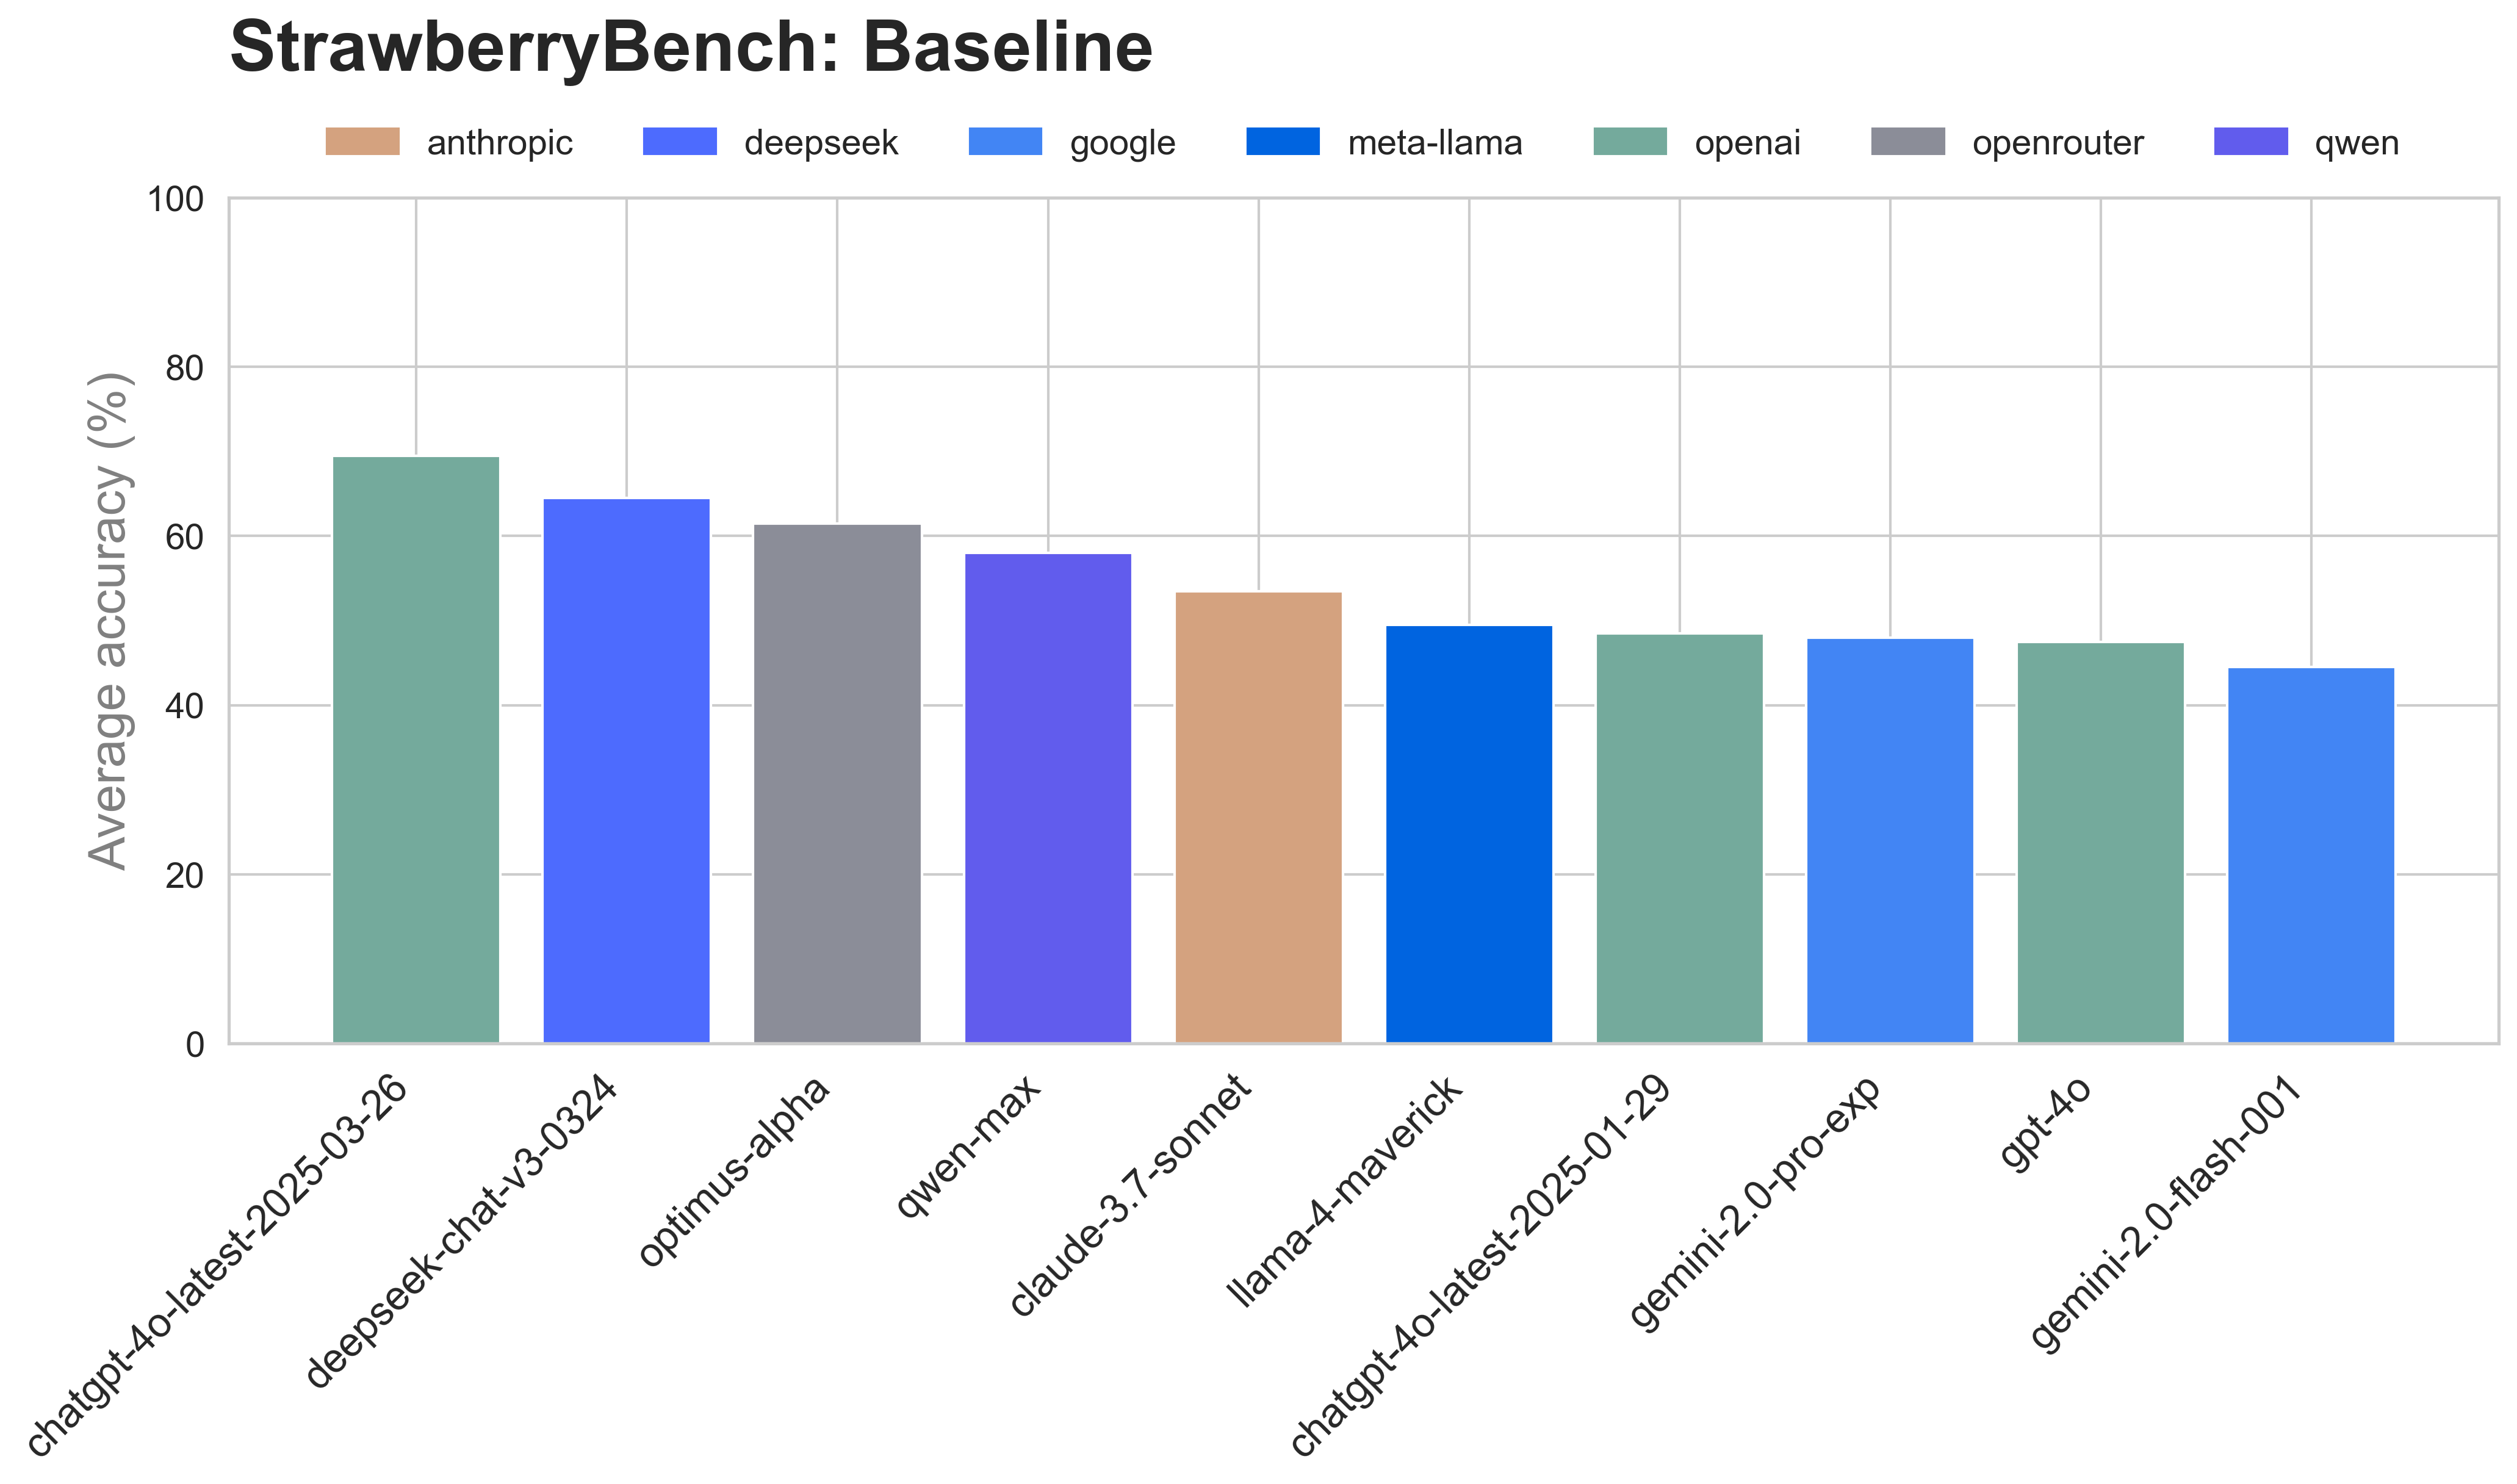 StrawberryBench: Baseline
anthropic deepseek google meta-llama openai openrouter qwen
Average accuracy (%)
100
80
60
40
20
0
chatgpt-4o-latest-2025-03-26
deepseek-chat-v3-0324
optimus-alpha
qwen-max
claude-3.7-sonnet
llama-4-maverick
chatgpt-4o-latest-2025-01-29
gemini-2.0-pro-exp
gpt-4o
gemini-2.0-flash-001